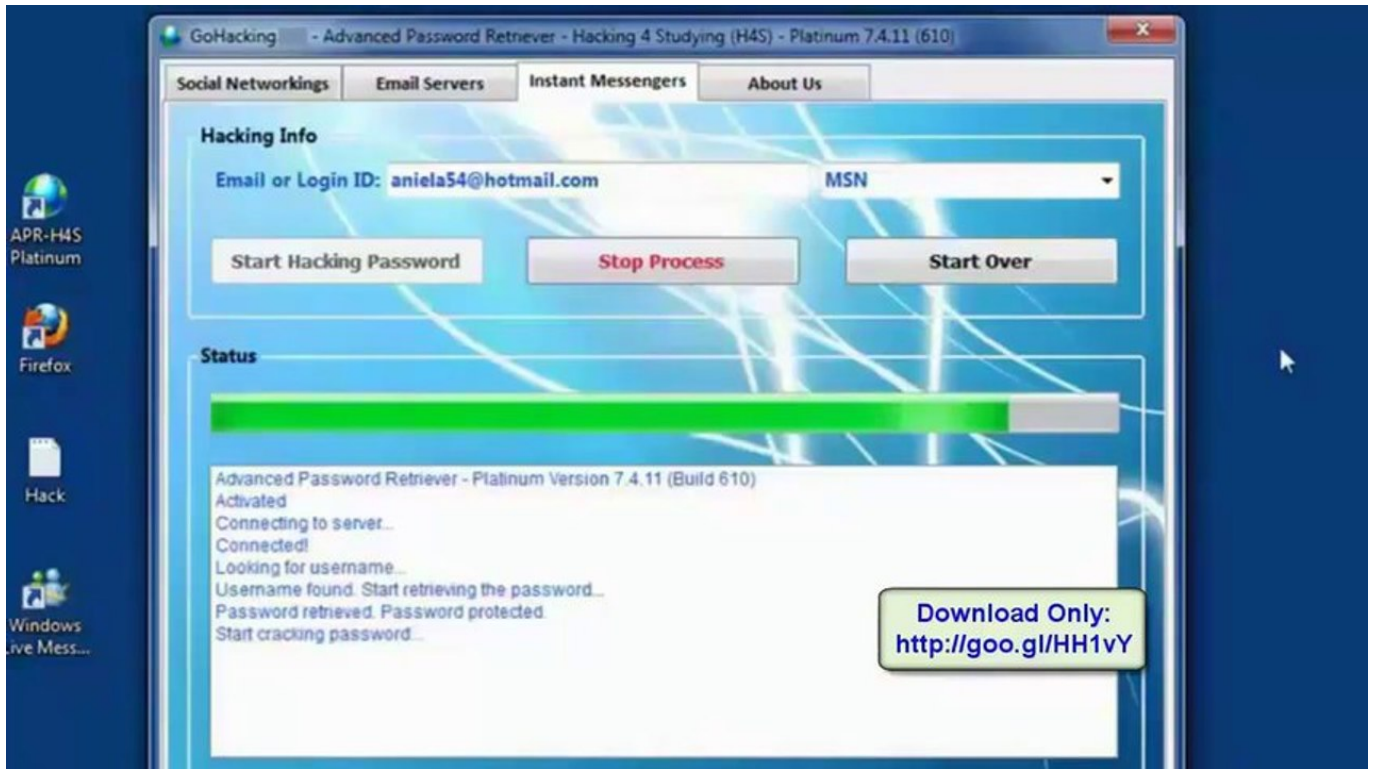 GoHacking - Advanced Password Retriever - Hacking 4 Studying (H4S) - Platinum 7.4.11 (610)
Social Networkings Email Servers Instant Messengers About Us
Hacking Info
Email or Login ID: aniela54@hotmail.com MSN
Start Hacking Password Stop Process Start Over
Status
Advanced Password Retriever - Platinum Version 7.4.11 (Build 610)
Activated
Connecting to server...
Connected!
Looking for username...
Username found. Start retrieving the password...
Password retrieved. Password protected.
Start cracking password...
Download Only:
http://goo.gl/HH1vY
APR-H4S
Platinum
Firefox
Hack
Windows
Live Mess...